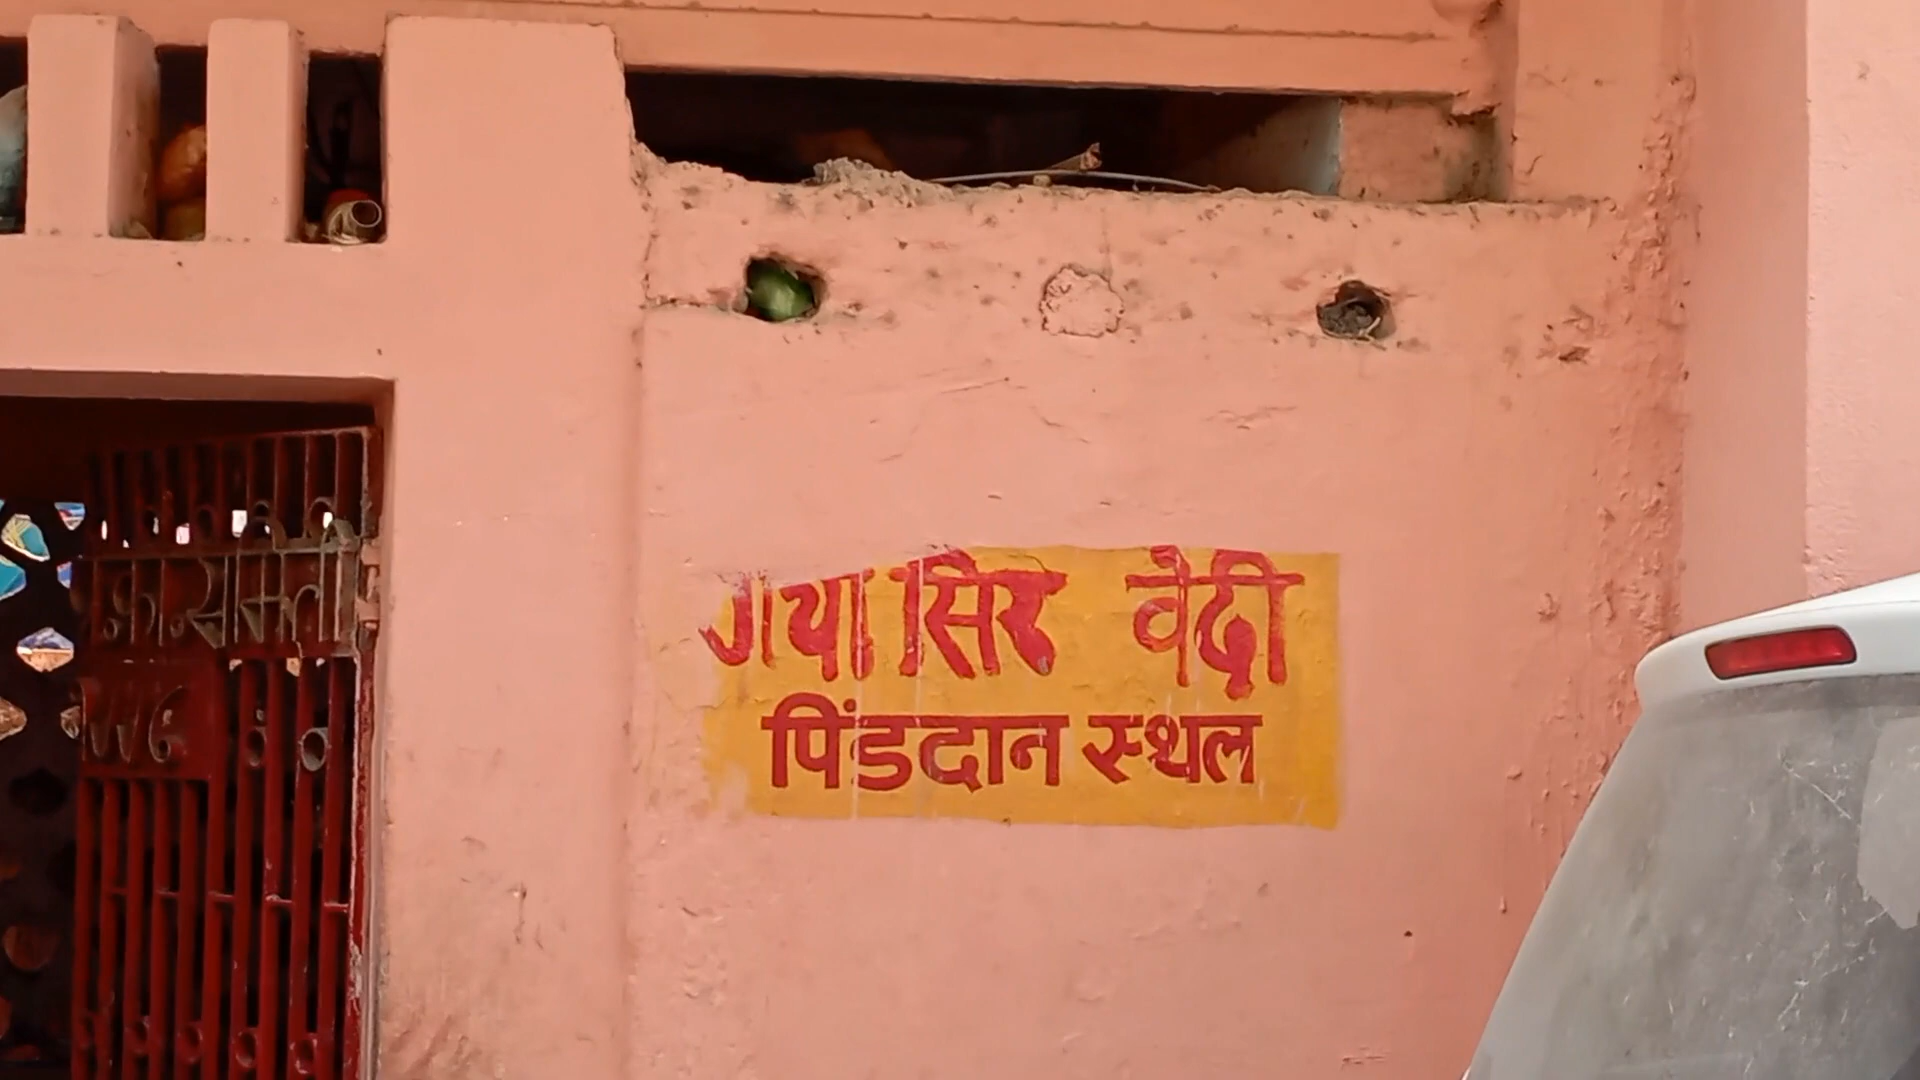 गया सिर वेदी
पिंडदान स्थल